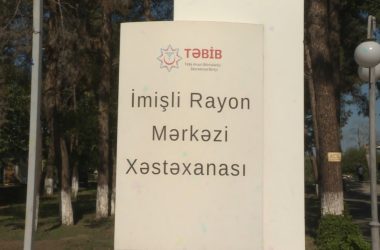 TƏBİB
İmişli Rayon
Mərkəzi
Xəstəxanası